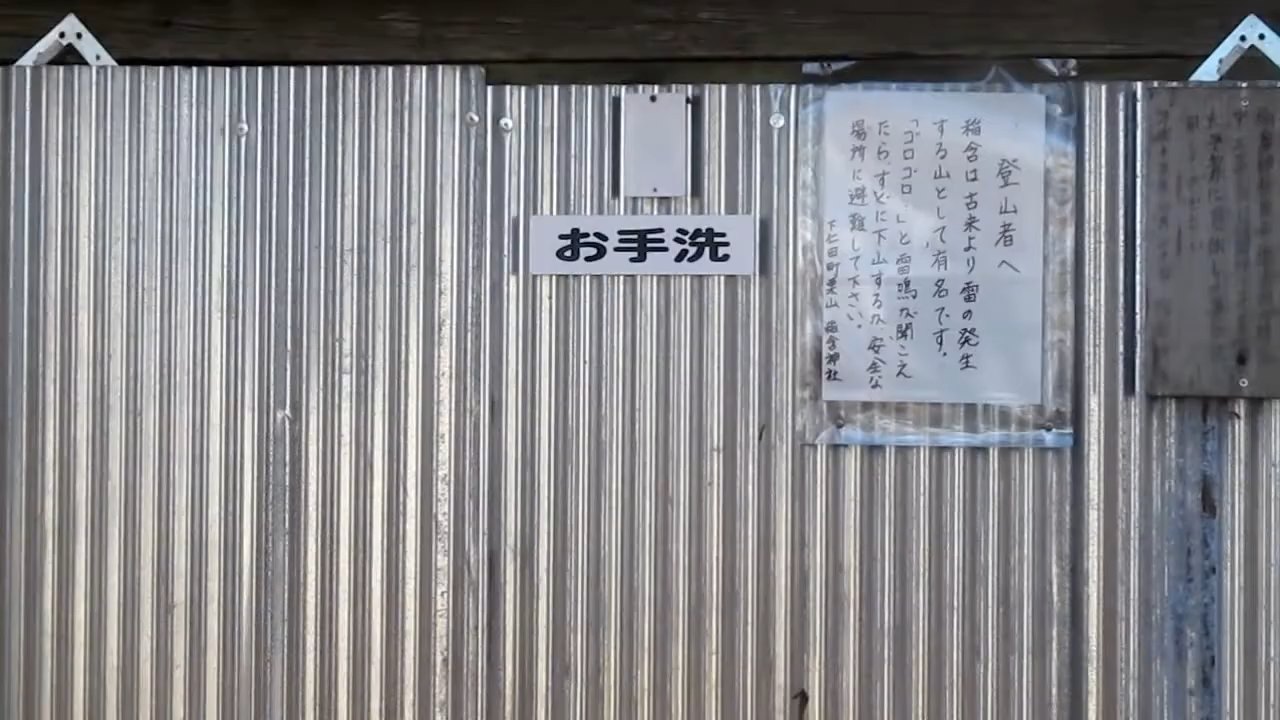 お手洗
登山者へ
稲含は古来より雷の発生
する山として有名です。
「ゴロゴロ…」と雷鳴が聞こえ
たら、すぐに下山するか、安全な
場所に避難して下さい。
下仁田町栗山 稲含神社